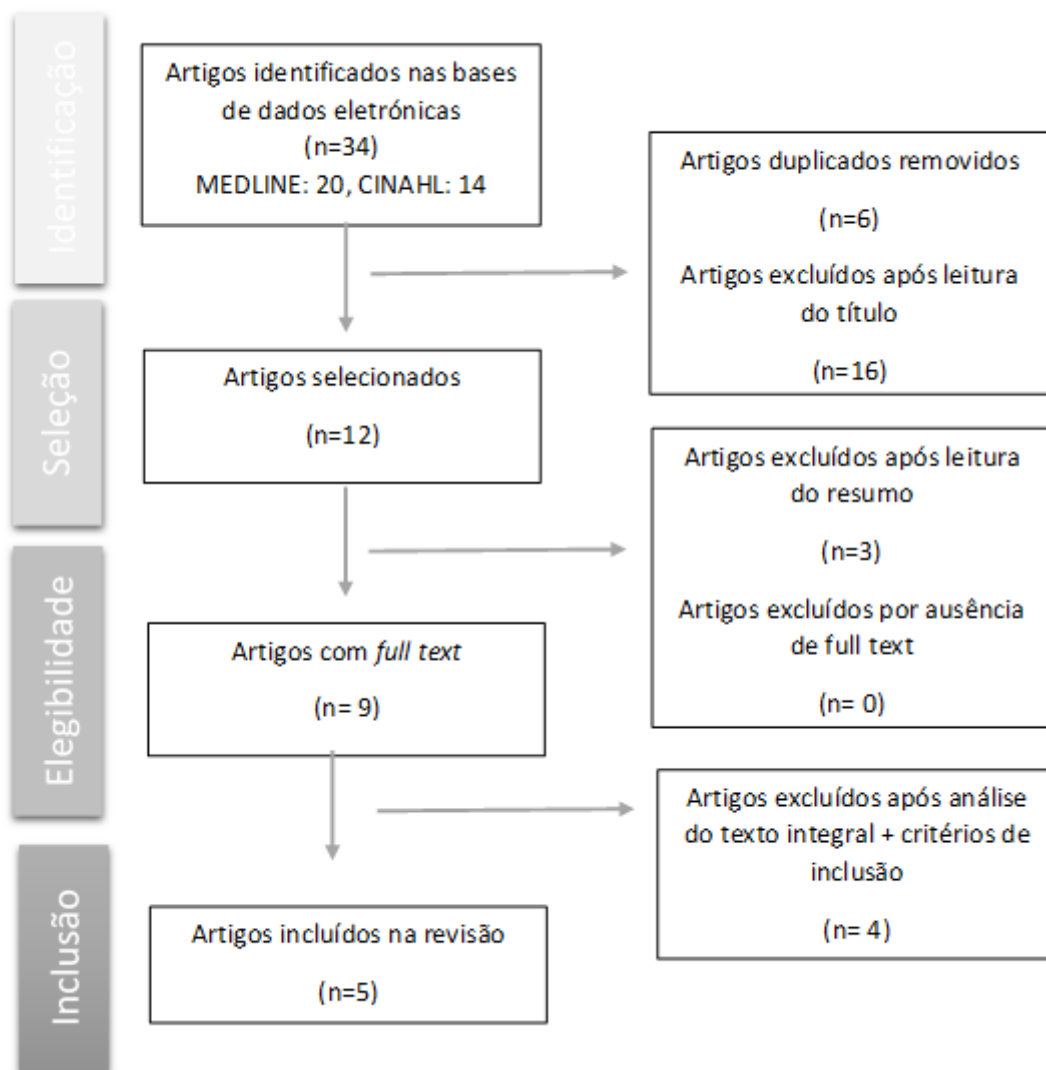 Identificação
Artigos identificados nas bases
de dados eletrónicas
(n=34)
MEDLINE: 20, CINAHL: 14
Artigos duplicados removidos
(n=6)
Artigos excluídos após leitura
do título
(n=16)
Seleção
Artigos selecionados
(n=12)
Artigos excluídos após leitura
do resumo
(n=3)
Artigos excluídos por ausência
de full text
(n= 0)
Elegibilidade
Artigos com full text
(n= 9)
Artigos excluídos após análise
do texto integral + critérios de
inclusão
(n= 4)
Inclusão
Artigos incluídos na revisão
(n=5)